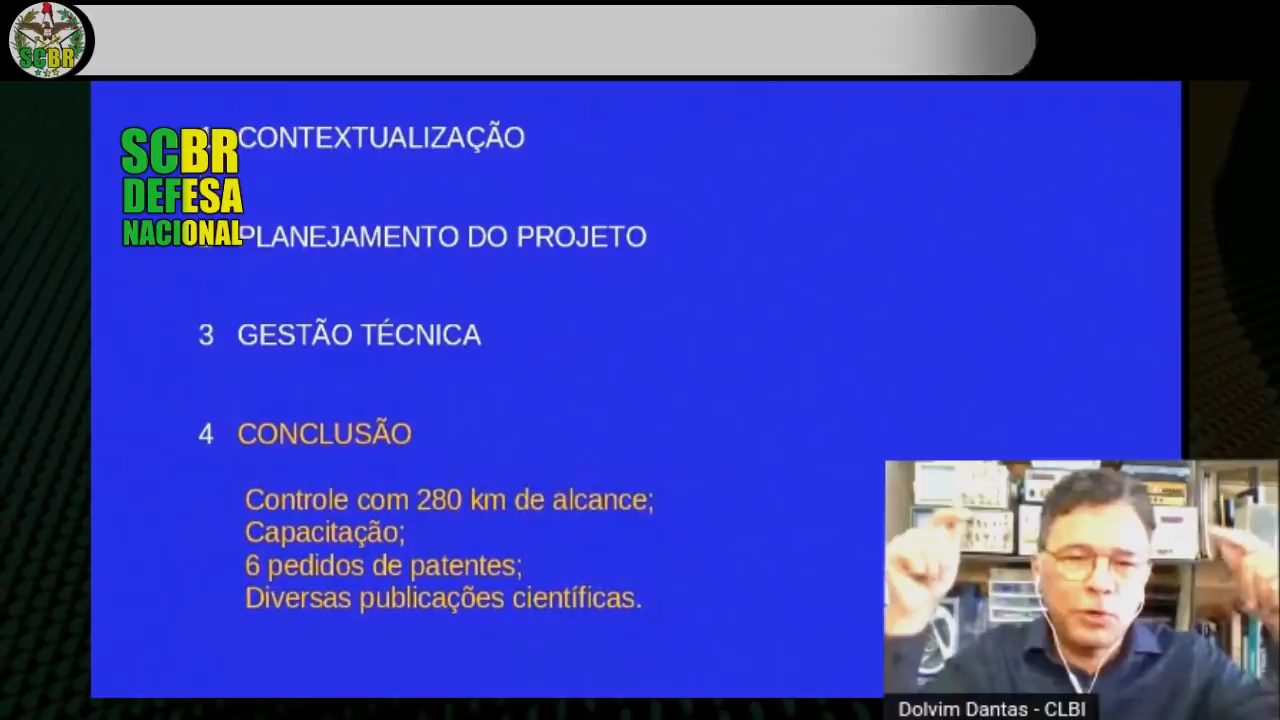 SCBR
SCBR
DEFESA
NACIONAL
CONTEXTUALIZAÇÃO
PLANEJAMENTO DO PROJETO
3 GESTÃO TÉCNICA
4 CONCLUSÃO
Controle com 280 km de alcance;
Capacitação;
6 pedidos de patentes;
Diversas publicações científicas.
Dolvim Dantas - CLBI